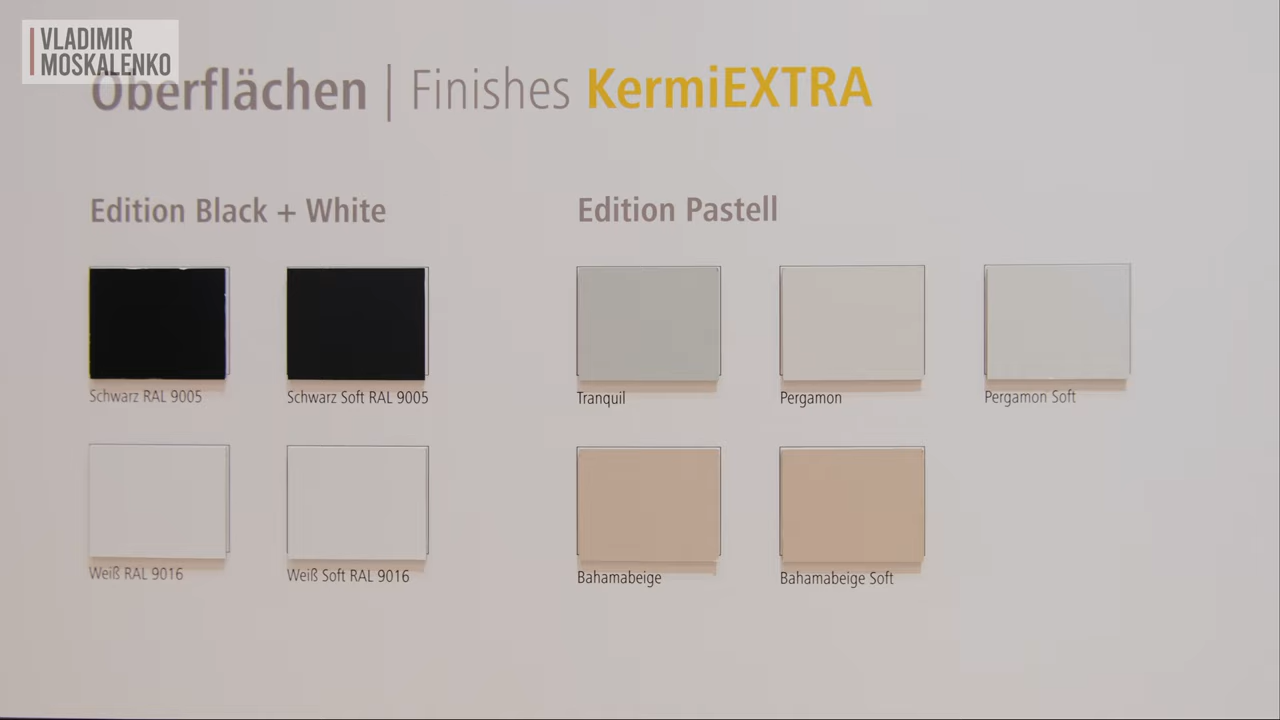 VLADIMIR
MOSKALENKO
Oberflächen | Finishes KermiEXTRA
Edition Black + White
Edition Pastell
Schwarz RAL 9005
Schwarz Soft RAL 9005
Tranquil
Pergamon
Pergamon Soft
Weiß RAL 9016
Weiß Soft RAL 9016
Bahamabeige
Bahamabeige Soft